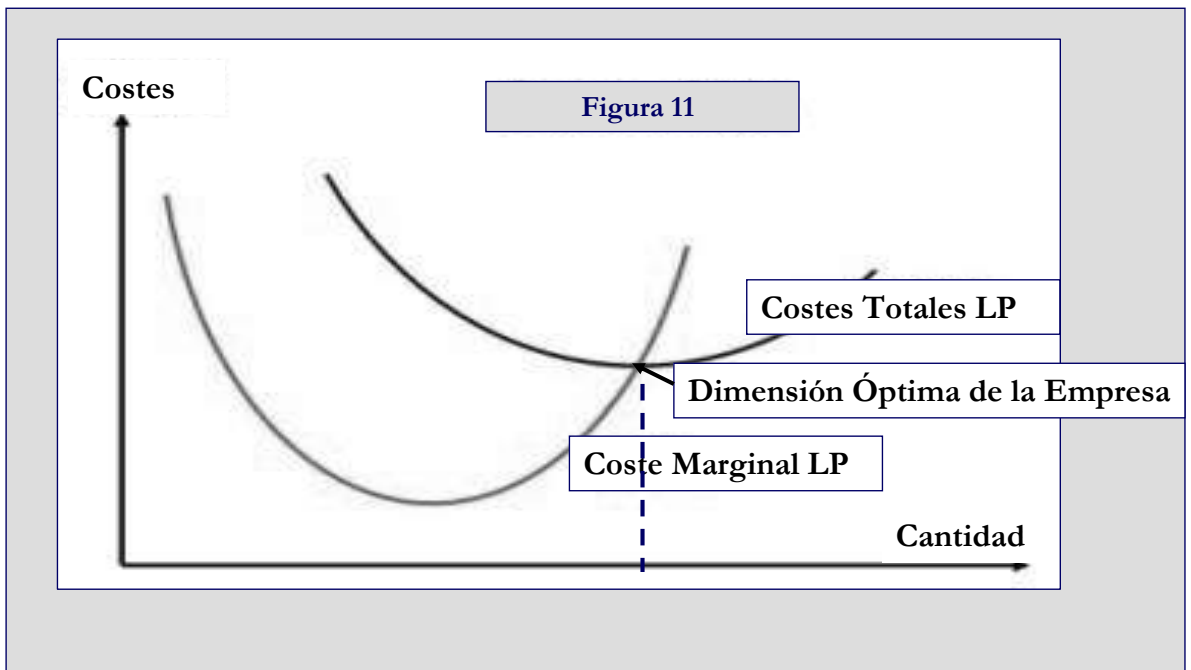 Costes
Figura 11
Costes Totales LP
Dimensión Óptima de la Empresa
Coste Marginal LP
Cantidad